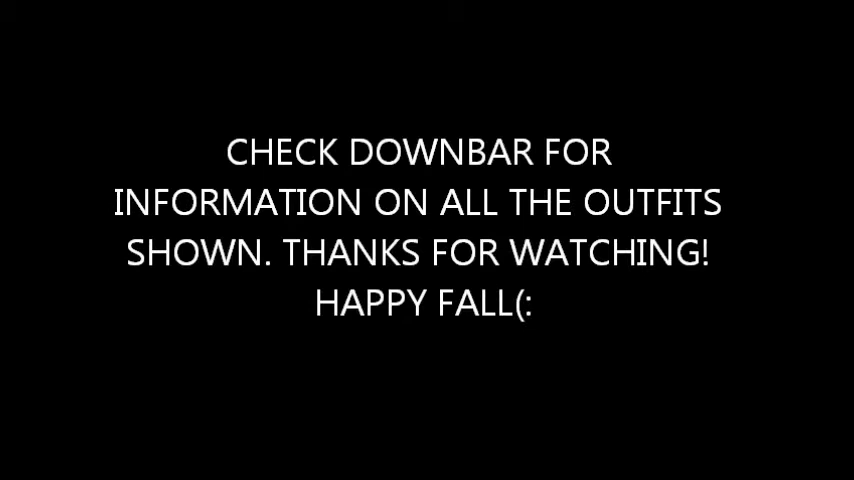 CHECK DOWNBAR FOR
INFORMATION ON ALL THE OUTFITS
SHOWN. THANKS FOR WATCHING!
HAPPY FALL(: